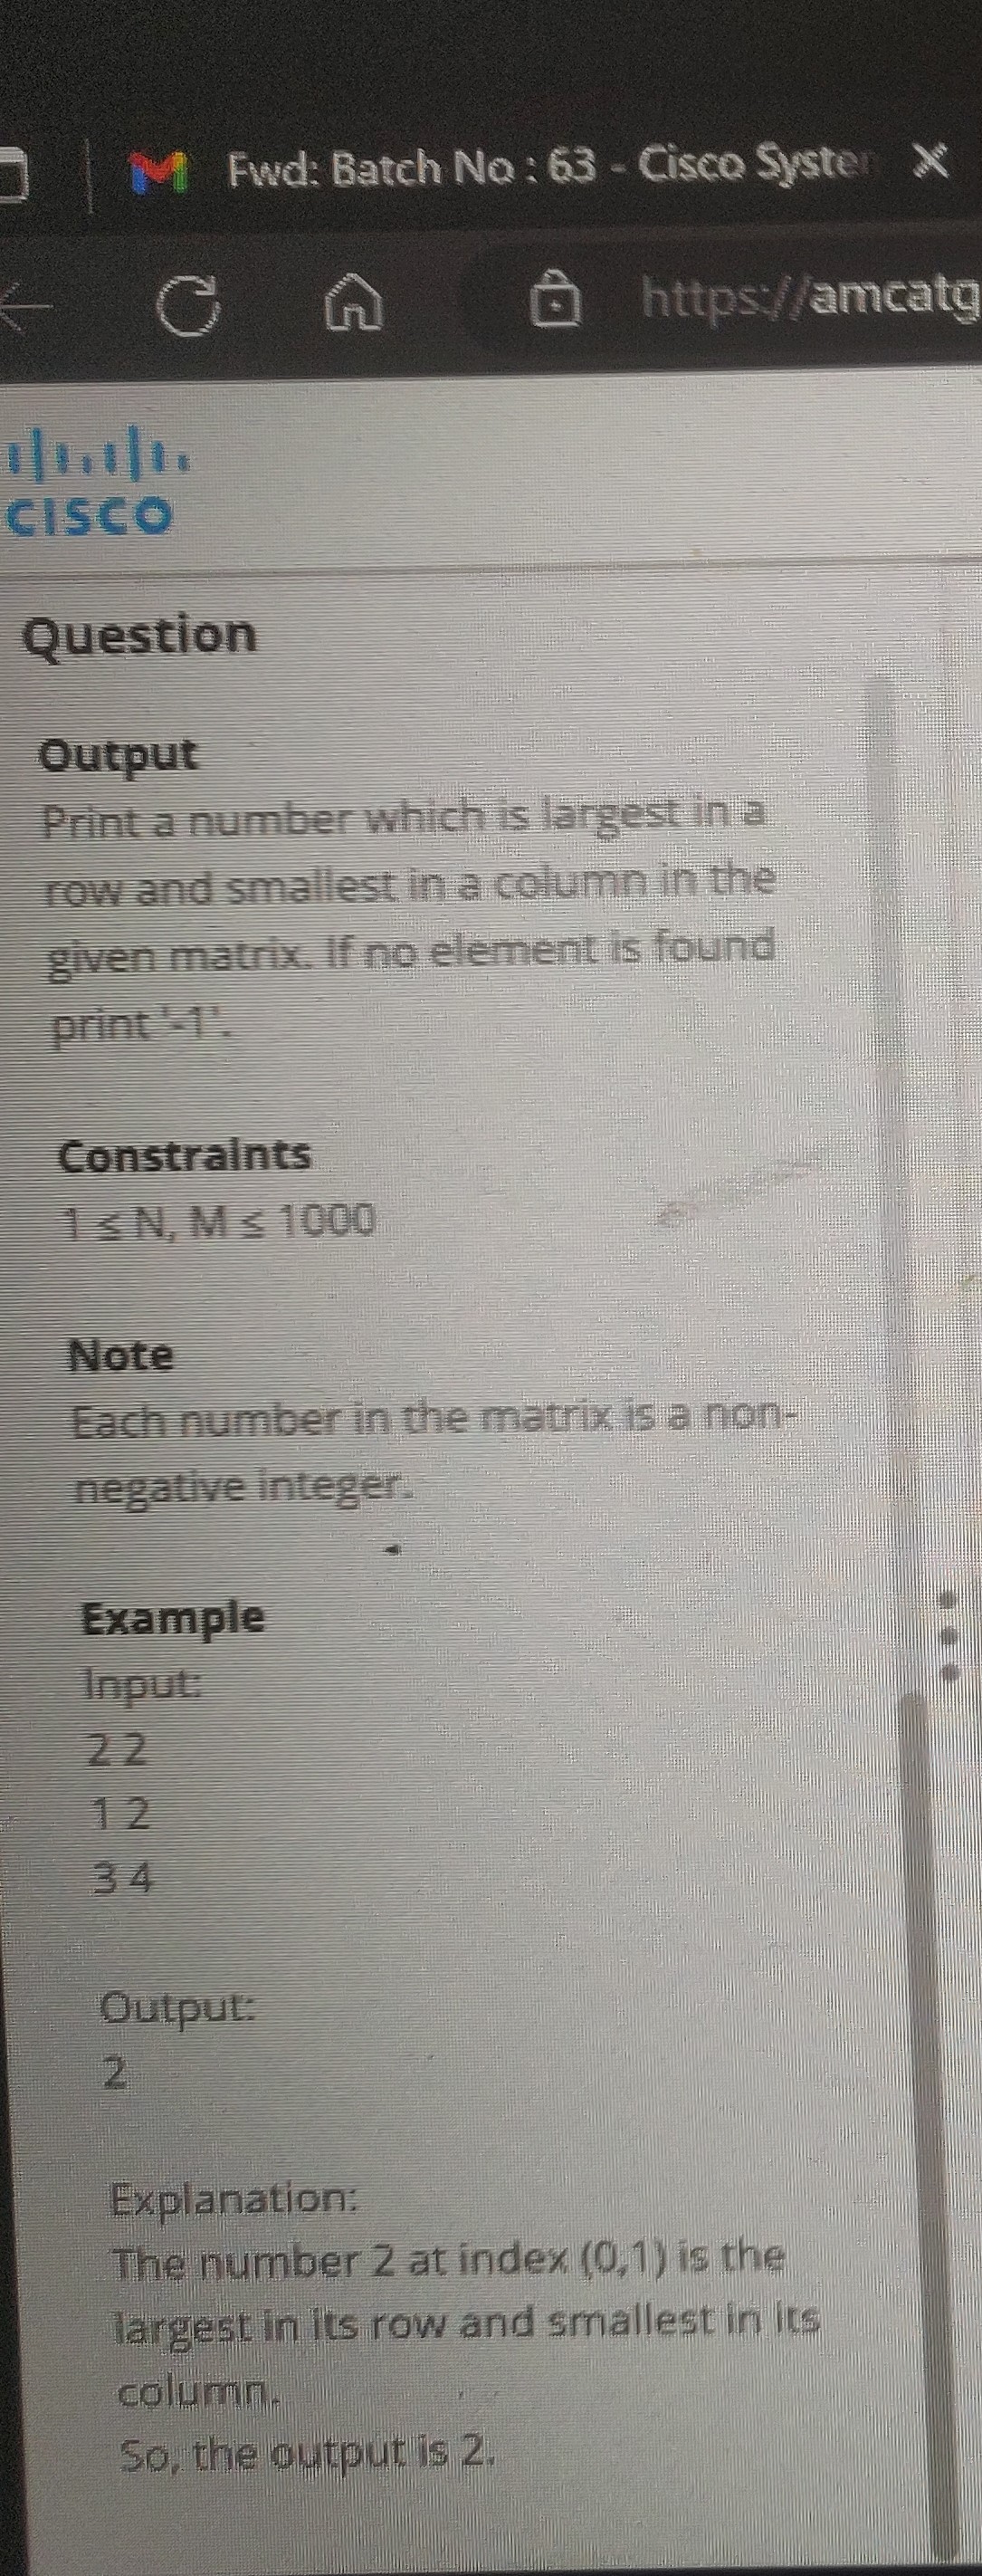 Fwd: Batch No : 63 - Cisco Syster
https://amcatg
CISCO
Question
Output
Print a number which is largest in a
row and smallest in a column in the
given matrix. If no element is found
print '-1'.
Constraints
1 ≤ N, M ≤ 1000
Note
Each number in the matrix is a non-
negative integer.
Example
Input:
2 2
1 2
3 4
Output:
2
Explanation:
The number 2 at index (0,1) is the
largest in its row and smallest in its
column.
So, the output is 2.